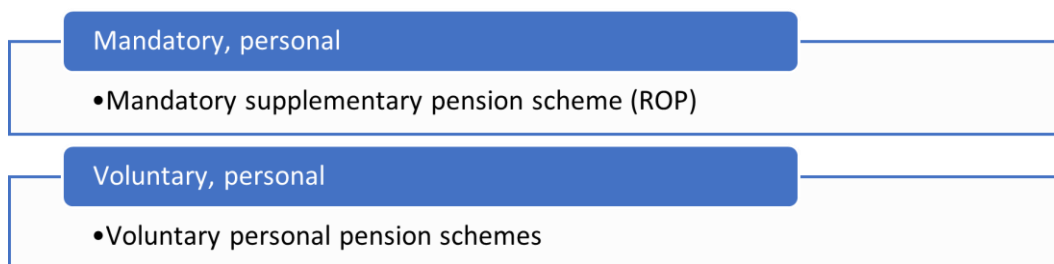 Mandatory, personal
•Mandatory supplementary pension scheme (ROP)
Voluntary, personal
•Voluntary personal pension schemes